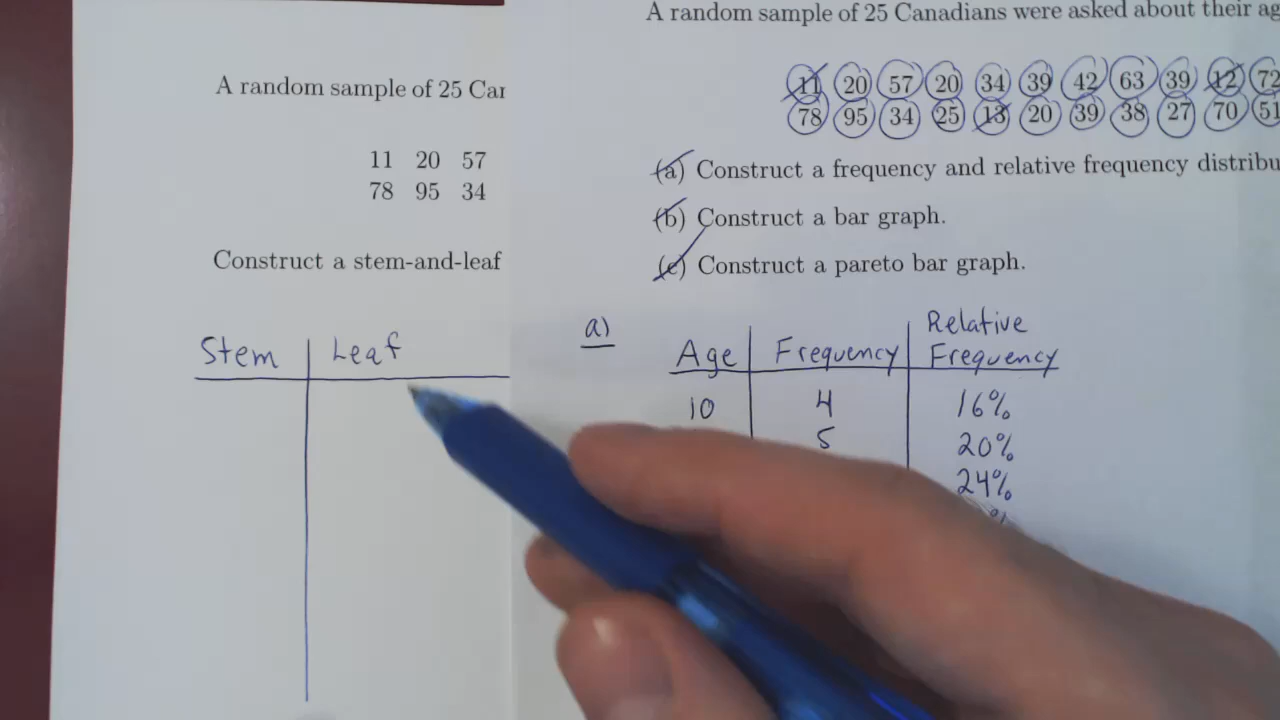 A random sample of 25 Canadians were asked about their ag
11 20 57 20 34 39 42 63 39 12 72
78 95 34 25 13 20 39 38 27 70 51
(a) Construct a frequency and relative frequency distribu
(b) Construct a bar graph.
(c) Construct a pareto bar graph.
a)
Age Frequency Relative Frequency
10 4 16%
5 20%
24%
%
A random sample of 25 Car
11 20 57
78 95 34
Construct a stem-and-leaf
Stem Leaf